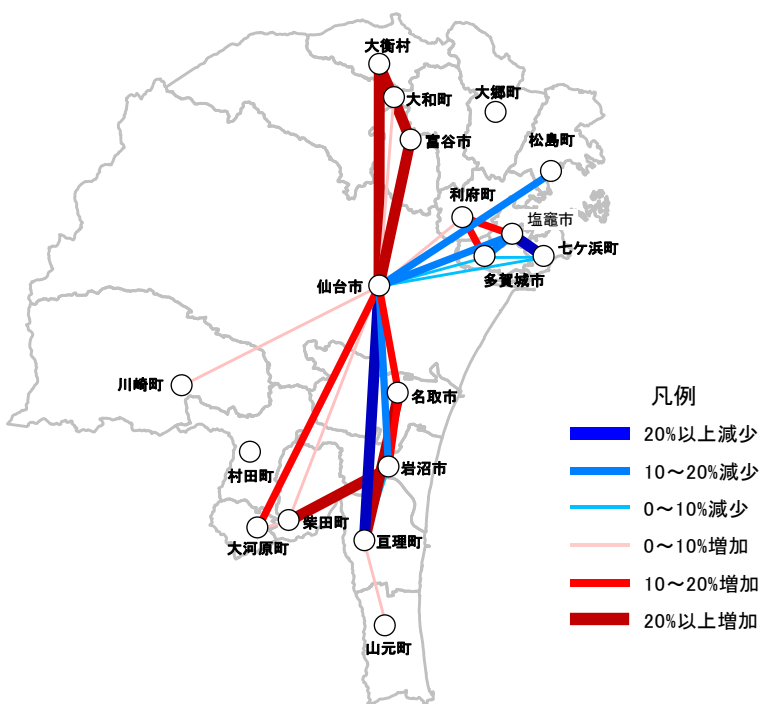 大衡村
大和町
大郷町
富谷市
松島町
利府町
塩竈市
七ケ浜町
多賀城市
仙台市
川崎町
名取市
村田町
岩沼市
柴田町
大河原町
亘理町
山元町
凡例
20%以上減少
10～20%減少
0～10%減少
0～10%増加
10～20%増加
20%以上増加